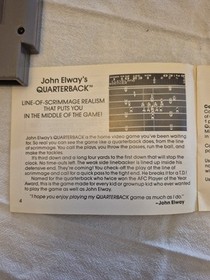 John Elway's
QUARTERBACK™
LINE-OF-SCRIMMAGE REALISM
THAT PUTS YOU
IN THE MIDDLE OF THE GAME!
John Elway's QUARTERBACK is the home video game you've been waiting
for. So real you can see the game like a quarterback does, from the line
of scrimmage. You call the plays, you throw the passes, run the ball, and
make the tackles.
It's third down and a long four yards to the first down that will stop the
clock. No time-outs left. The weak side linebacker is lined up inside its
defensive end. They're coming! You check-off the play at the line of
scrimmage and call for a quick pass to the tight end. He breaks it for a T.D.!
Named for the quarterback who twice won the AFC Player of the Year
Award, this is the game made for every kid or grownup kid who ever wanted
to play the game as well as John Elway.
"I hope you enjoy playing my QUARTERBACK game as much as I do."
—John Elway
4